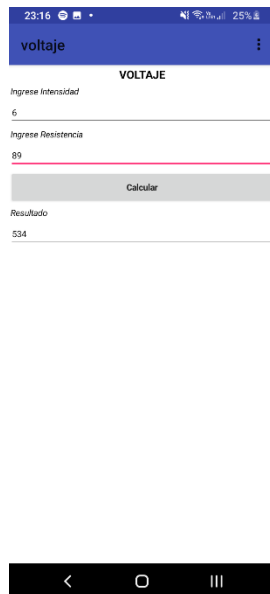 23:16 25%
voltaje
VOLTAJE
Ingrese Intensidad
6
Ingrese Resistencia
89
Calcular
Resultado
534